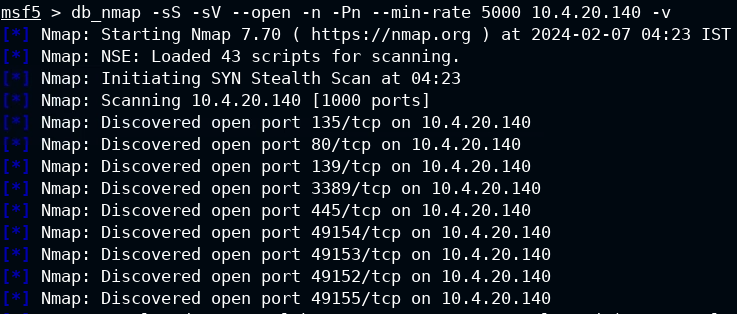 msf5 > db_nmap -sS -sV --open -n -Pn --min-rate 5000 10.4.20.140 -v
[*] Nmap: Starting Nmap 7.70 ( https://nmap.org ) at 2024-02-07 04:23 IST
[*] Nmap: NSE: Loaded 43 scripts for scanning.
[*] Nmap: Initiating SYN Stealth Scan at 04:23
[*] Nmap: Scanning 10.4.20.140 [1000 ports]
[*] Nmap: Discovered open port 135/tcp on 10.4.20.140
[*] Nmap: Discovered open port 80/tcp on 10.4.20.140
[*] Nmap: Discovered open port 139/tcp on 10.4.20.140
[*] Nmap: Discovered open port 3389/tcp on 10.4.20.140
[*] Nmap: Discovered open port 445/tcp on 10.4.20.140
[*] Nmap: Discovered open port 49154/tcp on 10.4.20.140
[*] Nmap: Discovered open port 49153/tcp on 10.4.20.140
[*] Nmap: Discovered open port 49152/tcp on 10.4.20.140
[*] Nmap: Discovered open port 49155/tcp on 10.4.20.140